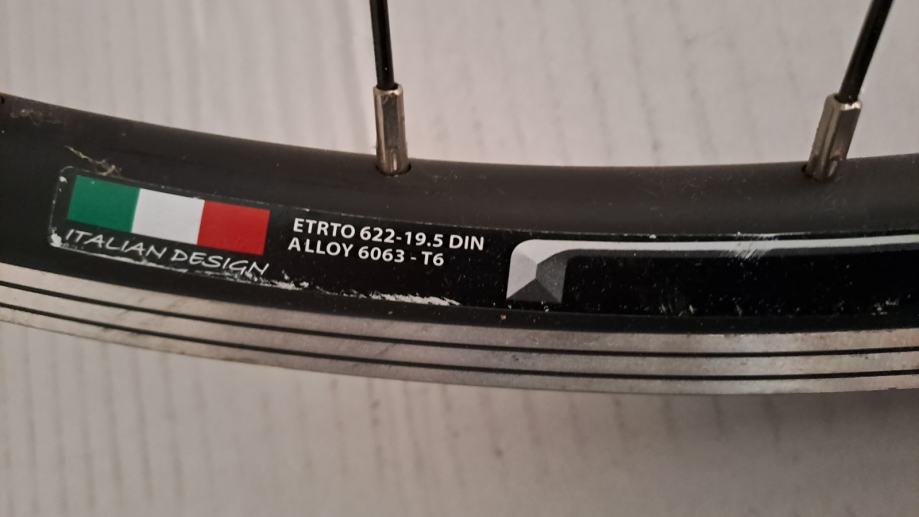 ITALIAN DESIGN
ETRTO 622-19.5 DIN
ALLOY 6063 - T6